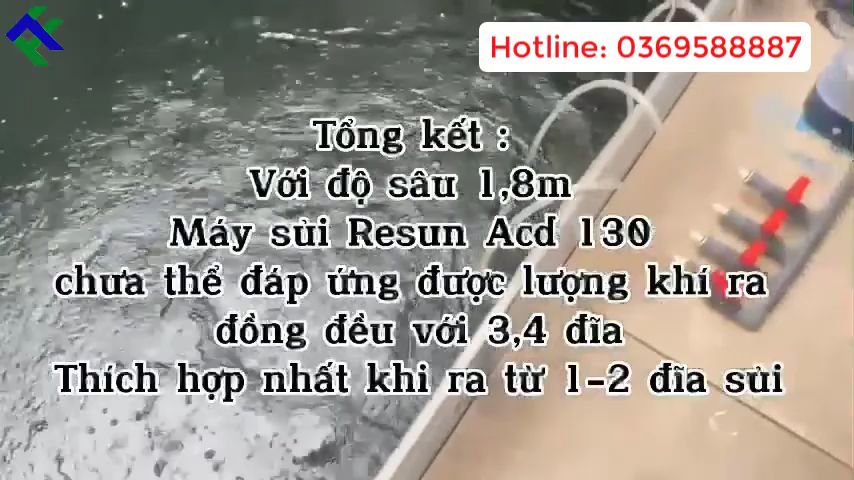 Hotline: 0369588887
Tổng kết :
Với độ sâu 1,8m
Máy sủi Resun Acd 130
chưa thể đáp ứng được lượng khí ra
đồng đều với 3,4 đĩa
Thích hợp nhất khi ra từ 1-2 đĩa sủi